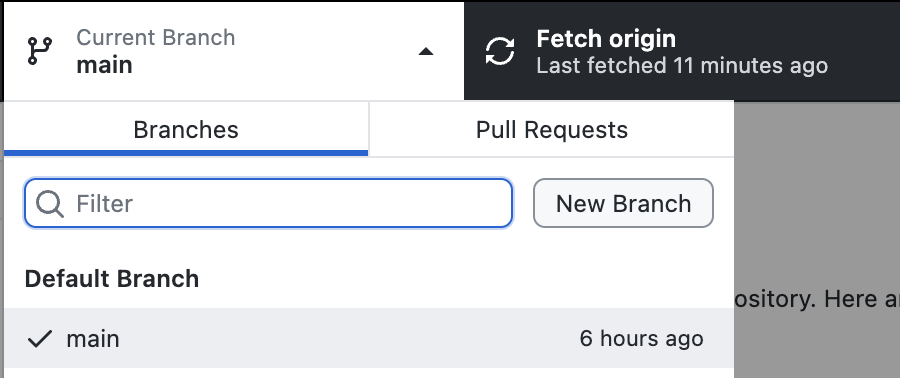 Current Branch
main
Fetch origin
Last fetched 11 minutes ago
Branches
Pull Requests
Filter
New Branch
Default Branch
main
6 hours ago
ository. Here